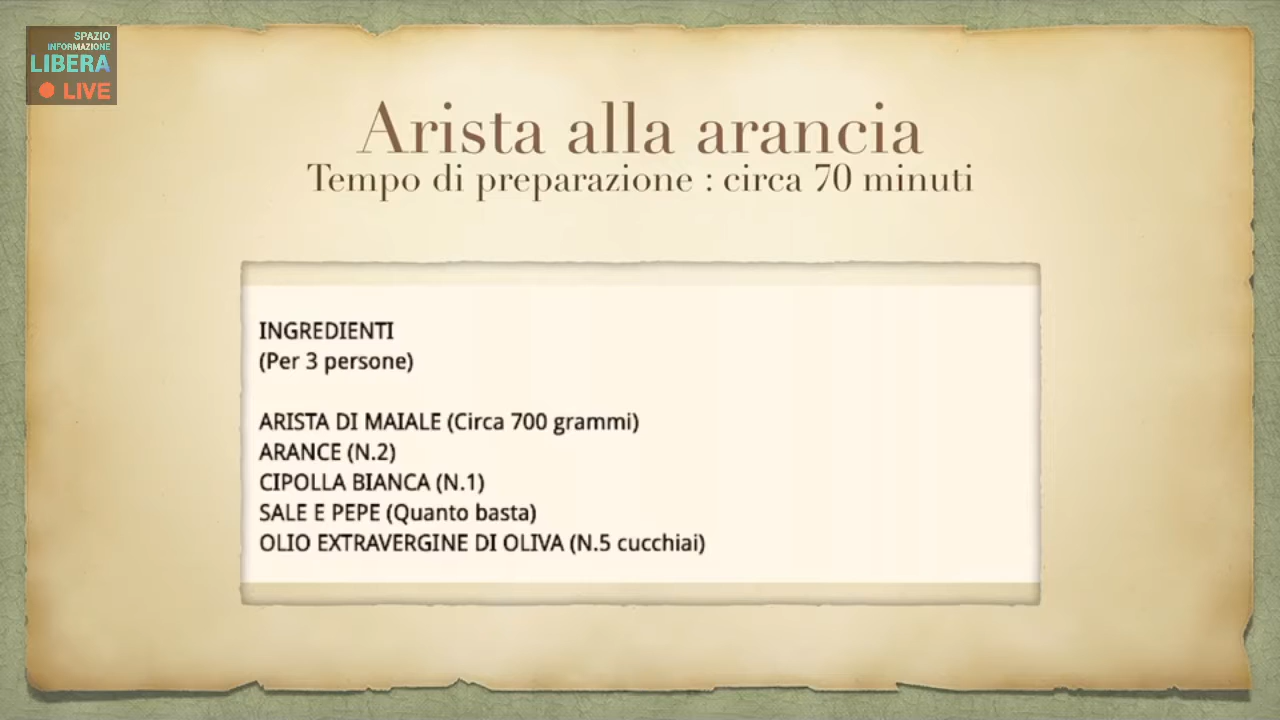 SPAZIO
INFORMAZIONE
LIBERA
LIVE
Arista alla arancia
Tempo di preparazione : circa 70 minuti
INGREDIENTI
(Per 3 persone)
ARISTA DI MAIALE (Circa 700 grammi)
ARANCE (N.2)
CIPOLLA BIANCA (N.1)
SALE E PEPE (Quanto basta)
OLIO EXTRAVERGINE DI OLIVA (N.5 cucchiai)